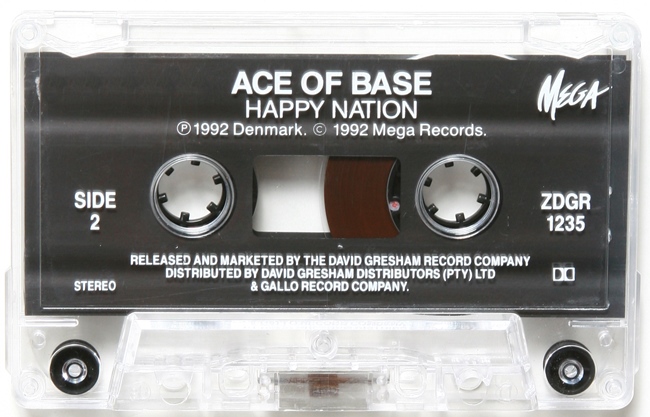 ACE OF BASE
HAPPY NATION
℗ 1992 Denmark. © 1992 Mega Records.
MEGA
SIDE
2
ZDGR
1235
RELEASED AND MARKETED BY THE DAVID GRESHAM RECORD COMPANY
DISTRIBUTED BY DAVID GRESHAM DISTRIBUTORS (PTY) LTD
& GALLO RECORD COMPANY.
STEREO